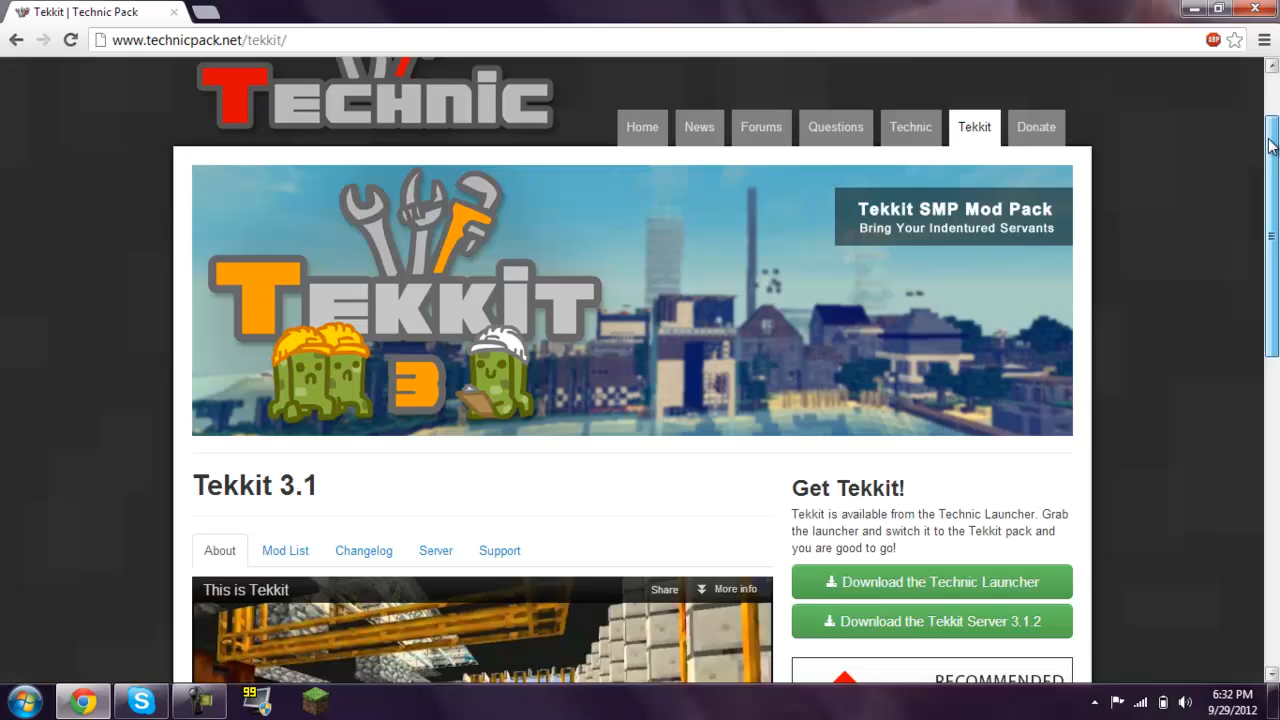 Tekkit | Technic Pack
www.technicpack.net/tekkit/
ABP
TECHNIC
Home
News
Forums
Questions
Technic
Tekkit
Donate
TEKKIT
3
Tekkit SMP Mod Pack
Bring Your Indentured Servants
Tekkit 3.1
About
Mod List
Changelog
Server
Support
This is Tekkit
Share
More info
Get Tekkit!
Tekkit is available from the Technic Launcher. Grab
the launcher and switch it to the Tekkit pack and
you are good to go!
Download the Technic Launcher
Download the Tekkit Server 3.1.2
RECOMMENDED
99
6:32 PM
9/29/2012